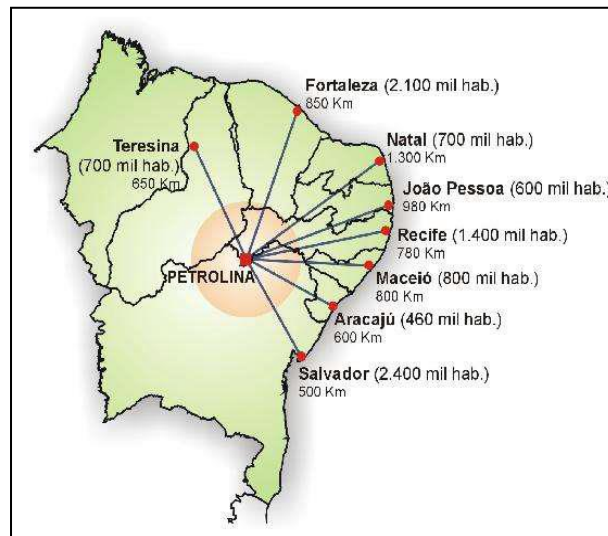 Fortaleza (2.100 mil hab.)
850 Km
Teresina
(700 mil hab.)
650 Km
Natal (700 mil hab.)
1.300 Km
João Pessoa (600 mil hab.)
980 Km
Recife (1.400 mil hab.)
780 Km
PETROLINA
Maceió (800 mil hab.)
800 Km
Aracajú (460 mil hab.)
600 Km
Salvador (2.400 mil hab.)
500 Km